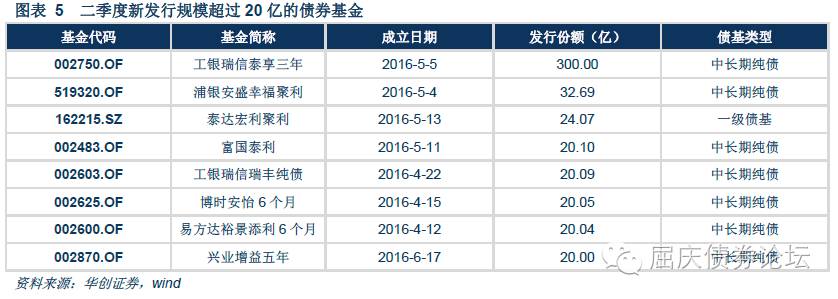 图表 5 二季度新发行规模超过 20 亿的债券基金
基金代码 基金简称 成立日期 发行份额（亿） 债基类型
002750.OF 工银瑞信泰享三年 2016-5-5 300.00 中长期纯债
519320.OF 浦银安盛幸福聚利 2016-5-4 32.69 中长期纯债
162215.SZ 泰达宏利聚利 2016-5-13 24.07 一级债基
002483.OF 富国泰利 2016-5-11 20.10 中长期纯债
002603.OF 工银瑞信瑞丰纯债 2016-4-22 20.09 中长期纯债
002625.OF 博时安怡 6 个月 2016-4-15 20.05 中长期纯债
002600.OF 易方达裕景添利 6 个月 2016-4-12 20.04 中长期纯债
002870.OF 兴业增益五年 2016-6-17 20.00 中长期纯债
屈庆债券论坛
资料来源：华创证券，wind